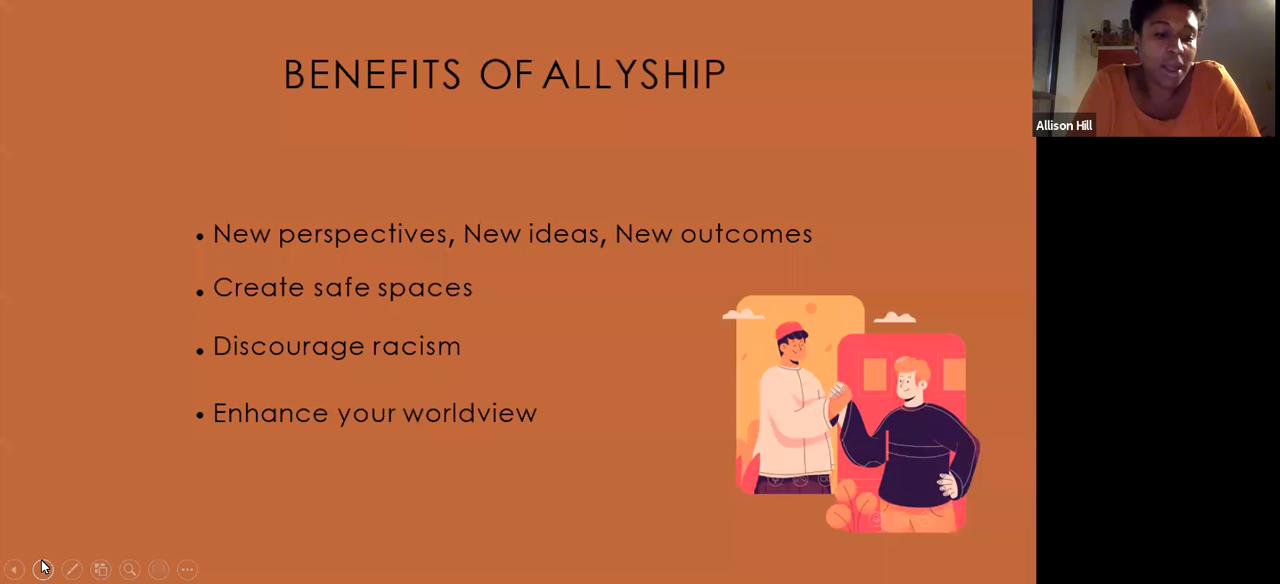 BENEFITS OF ALLYSHIP
• New perspectives, New ideas, New outcomes
• Create safe spaces
• Discourage racism
• Enhance your worldview
Allison Hill